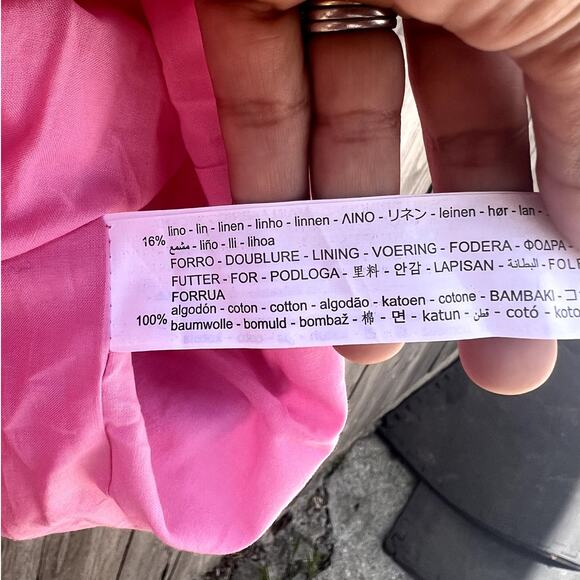 lino - lin - linen - linho - linnen - ΛΙΝΟ - リネン - leinen - hør - lan -
16%
مشمع - liño - lli - lihoa
FORRO - DOUBLURE - LINING - VOERING - FODERA - ΦΟΔΡΑ -
FUTTER - FOR - PODLOGA - 里料 - 안감 - LAPISAN - البطانة - FOLR
FORRUA
algodón - coton - cotton - algodão - katoen - cotone - BAMBAKI - コ
100%
baumwolle - bomuld - bombaž - 棉 - 면 - katun - قطن - cotó - koto